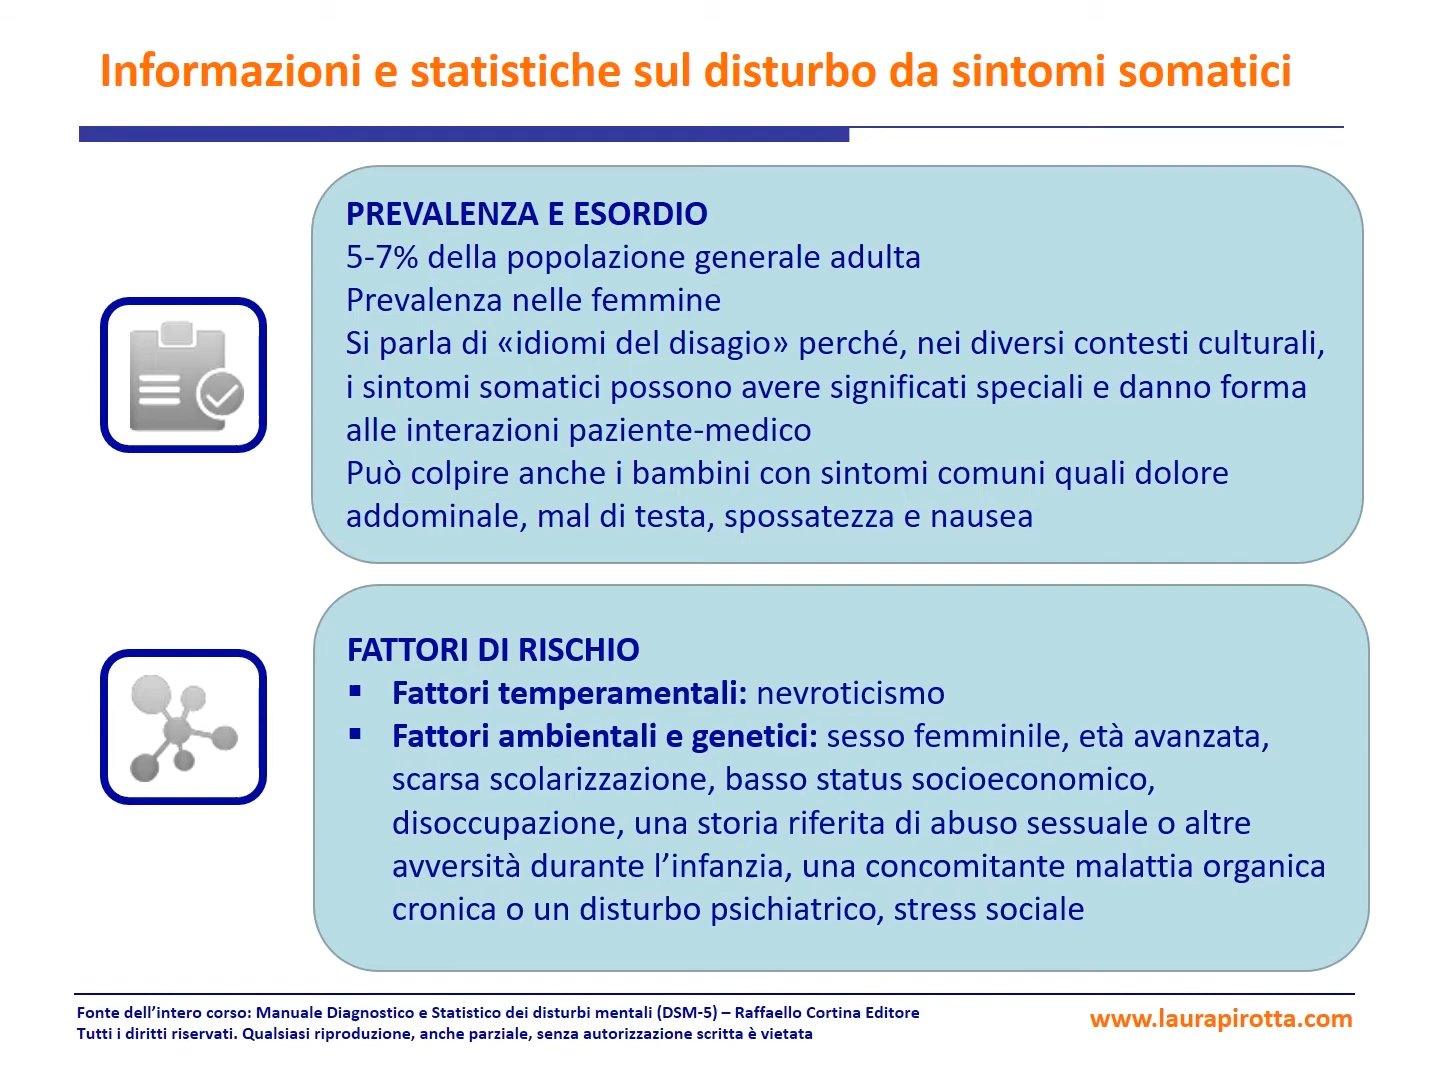 Informazioni e statistiche sul disturbo da sintomi somatici
PREVALENZA E ESORDIO
5-7% della popolazione generale adulta
Prevalenza nelle femmine
Si parla di «idiomi del disagio» perché, nei diversi contesti culturali,
i sintomi somatici possono avere significati speciali e danno forma
alle interazioni paziente-medico
Può colpire anche i bambini con sintomi comuni quali dolore
addominale, mal di testa, spossatezza e nausea
FATTORI DI RISCHIO
▪ Fattori temperamentali: nevroticismo
▪ Fattori ambientali e genetici: sesso femminile, età avanzata,
scarsa scolarizzazione, basso status socioeconomico,
disoccupazione, una storia riferita di abuso sessuale o altre
avversità durante l’infanzia, una concomitante malattia organica
cronica o un disturbo psichiatrico, stress sociale
Fonte dell’intero corso: Manuale Diagnostico e Statistico dei disturbi mentali (DSM-5) – Raffaello Cortina Editore
Tutti i diritti riservati. Qualsiasi riproduzione, anche parziale, senza autorizzazione scritta è vietata
www.laurapirotta.com